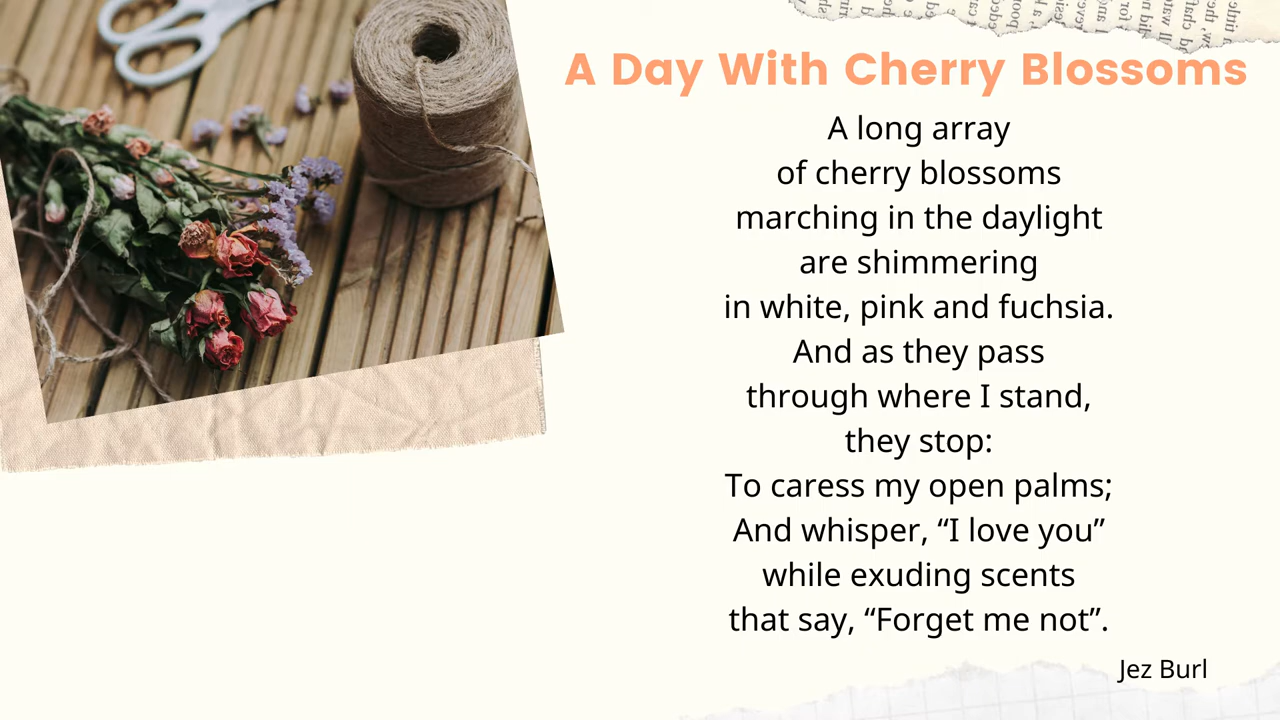 A Day With Cherry Blossoms
A long array
of cherry blossoms
marching in the daylight
are shimmering
in white, pink and fuchsia.
And as they pass
through where I stand,
they stop:
To caress my open palms;
And whisper, “I love you”
while exuding scents
that say, “Forget me not”.
Jez Burl